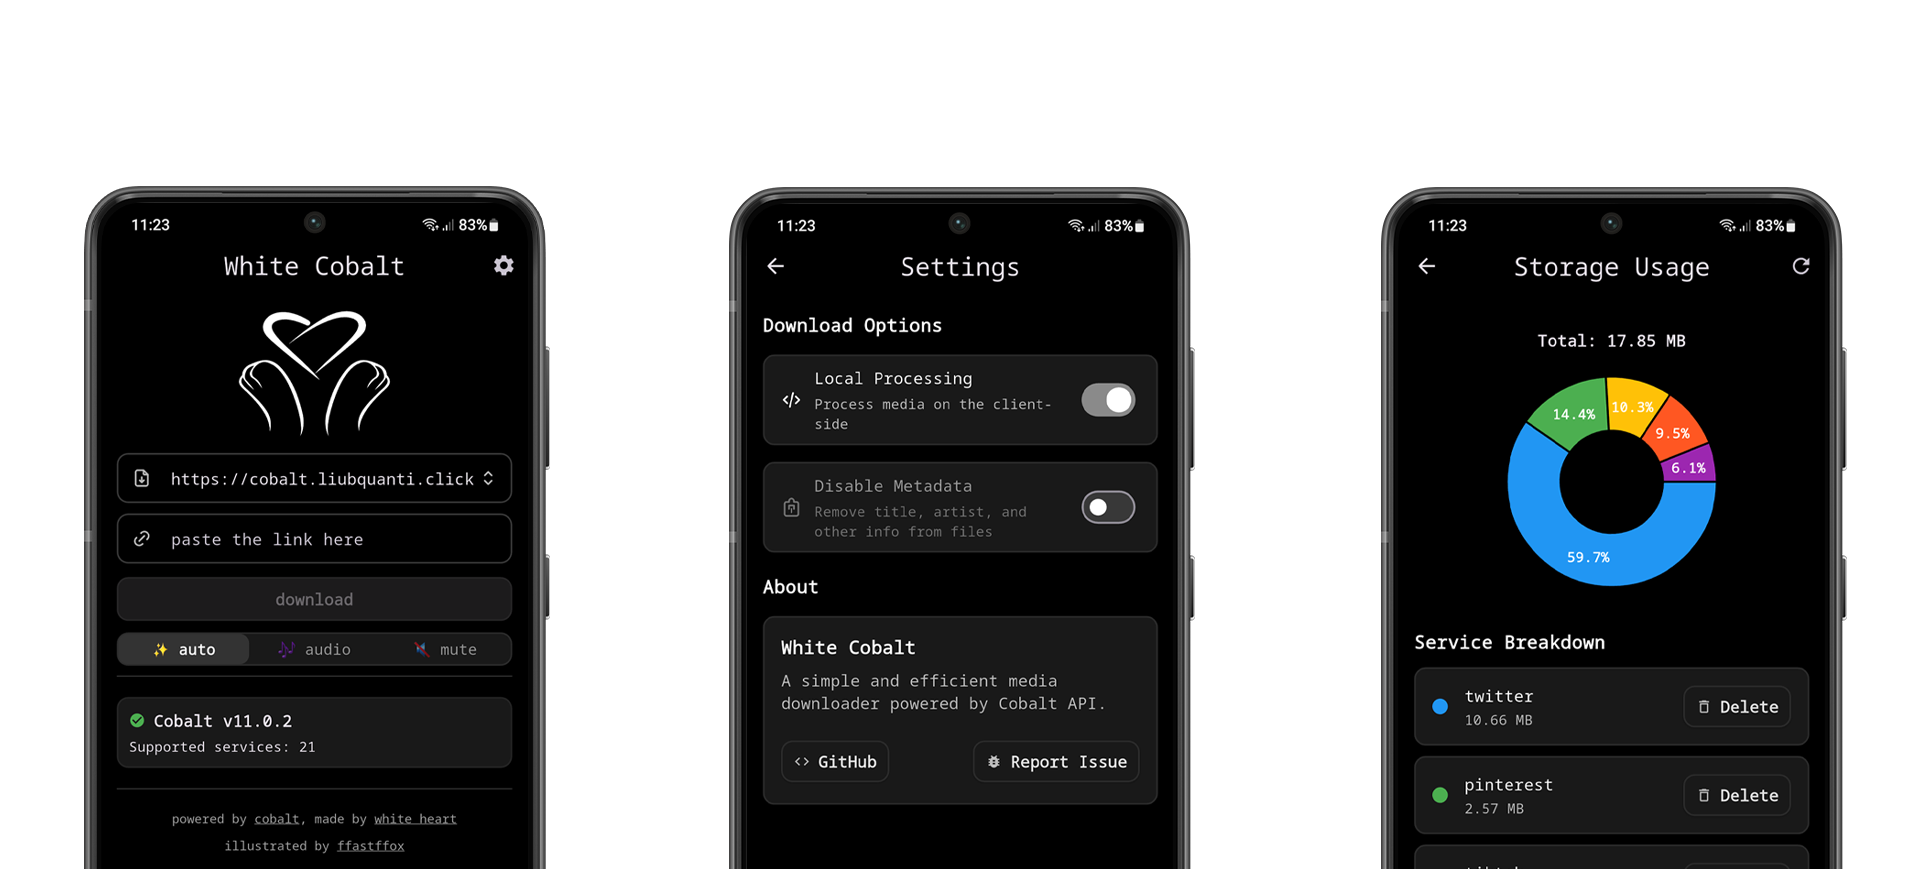 11:23
83%
White Cobalt
https://cobalt.liubquanti.click
paste the link here
download
auto
audio
mute
Cobalt v11.0.2
Supported services: 21
powered by cobalt, made by white heart
illustrated by ffastffox
11:23
83%
Settings
Download Options
Local Processing
Process media on the client-
side
Disable Metadata
Remove title, artist, and
other info from files
About
White Cobalt
A simple and efficient media
downloader powered by Cobalt API.
GitHub
Report Issue
11:23
83%
Storage Usage
Total: 17.85 MB
14.4%
10.3%
9.5%
6.1%
59.7%
Service Breakdown
twitter
10.66 MB
Delete
pinterest
2.57 MB
Delete